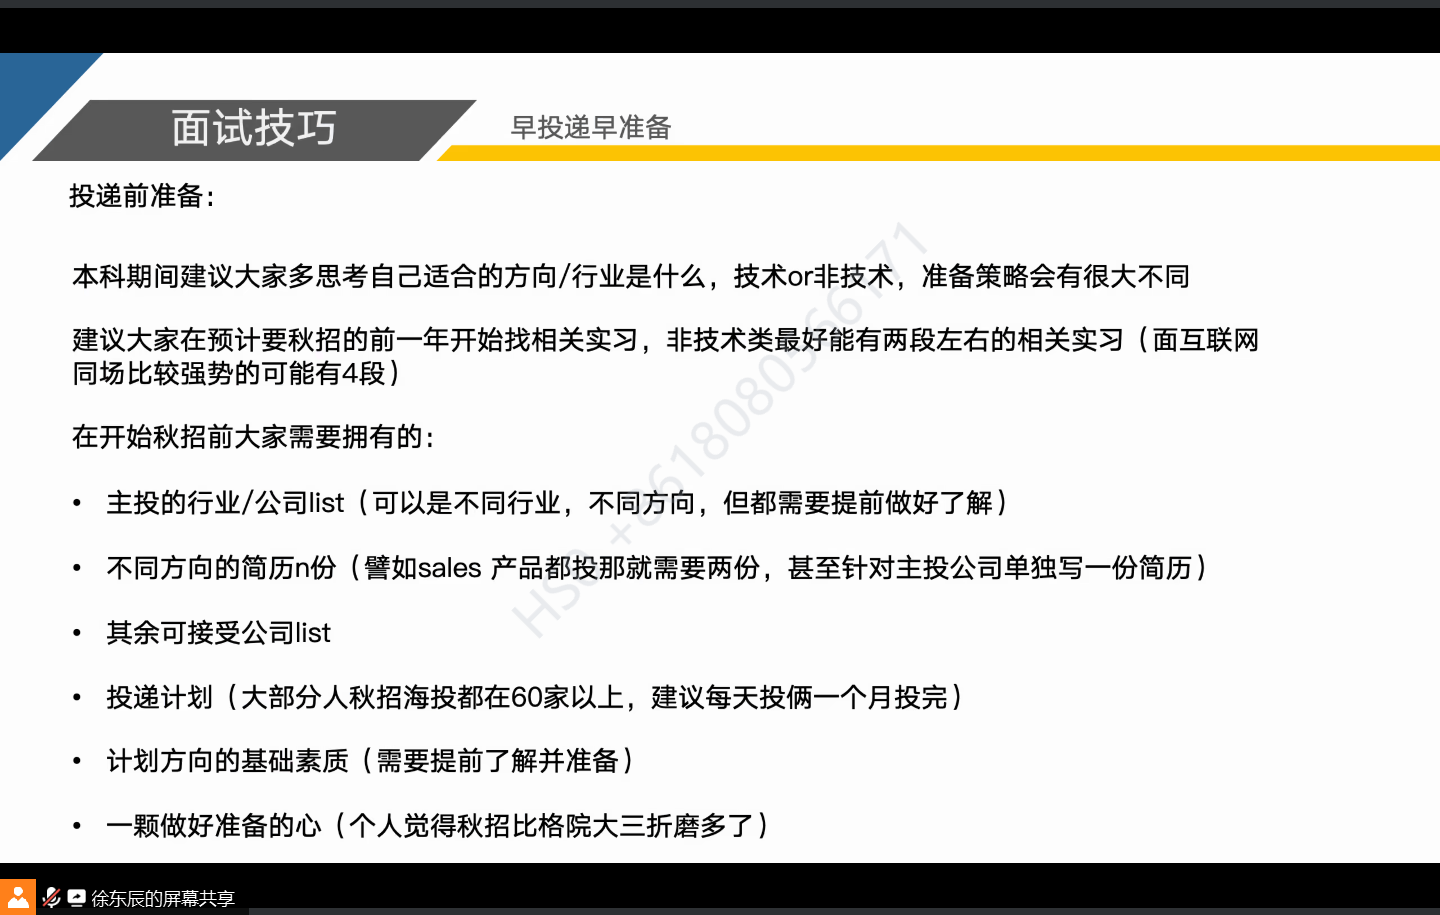 面试技巧
早投递早准备
投递前准备：
本科期间建议大家多思考自己适合的方向/行业是什么，技术or非技术，准备策略会有很大不同
建议大家在预计要秋招的前一年开始找相关实习，非技术类最好能有两段左右的相关实习（面互联网
同场比较强势的可能有4段）
在开始秋招前大家需要拥有的：
• 主投的行业/公司list（可以是不同行业，不同方向，但都需要提前做好了解）
• 不同方向的简历n份（譬如sales 产品都投那就需要两份，甚至针对主投公司单独写一份简历）
• 其余可接受公司list
• 投递计划（大部分人秋招海投都在60家以上，建议每天投俩一个月投完）
• 计划方向的基础素质（需要提前了解并准备）
• 一颗做好准备的心（个人觉得秋招比格院大三折磨多了）
徐东辰的屏幕共享